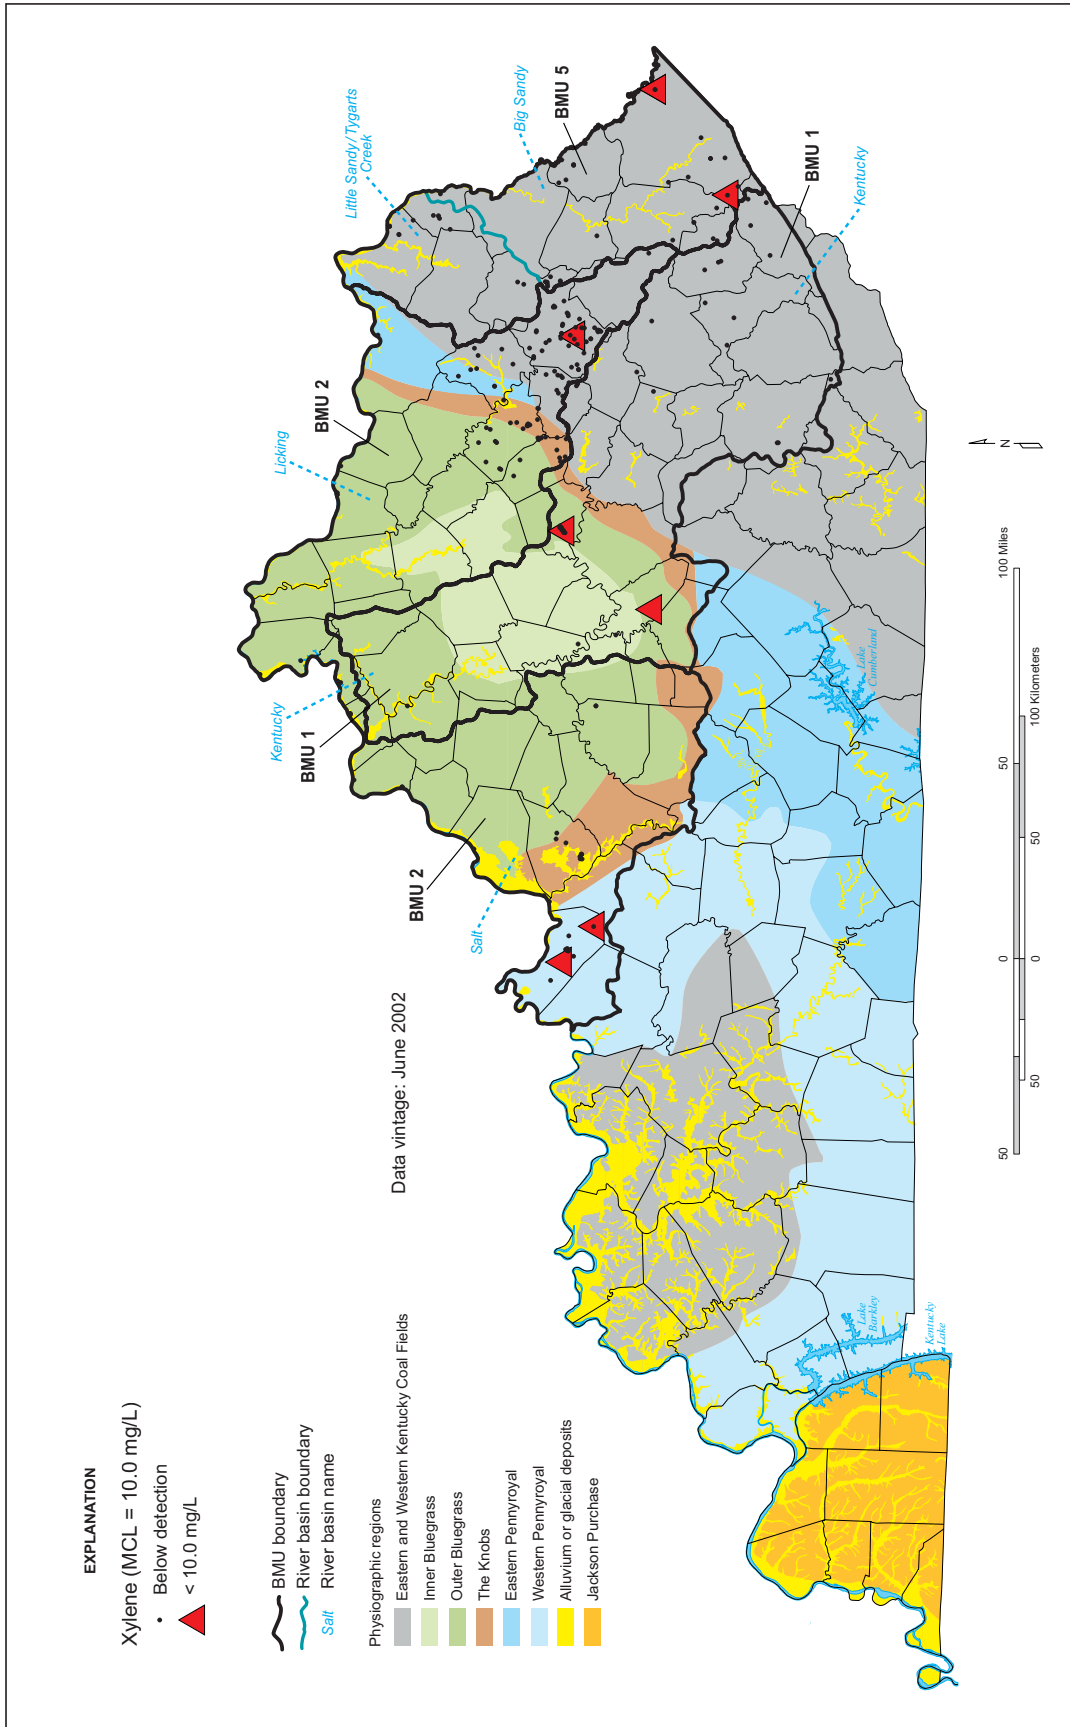 EXPLANATION
Xylene (MCL = 10.0 mg/L)
Below detection
< 10.0 mg/L
BMU boundary
River basin boundary
Salt
River basin name
Physiographic regions
Eastern and Western Kentucky Coal Fields
Inner Bluegrass
Outer Bluegrass
The Knobs
Eastern Pennyroyal
Western Pennyroyal
Alluvium or glacial deposits
Jackson Purchase
Data vintage: June 2002
Salt
BMU 2
BMU 1
Kentucky
Licking
BMU 2
Little Sandy/Tygarts
Creek
Big Sandy
BMU 5
BMU 1
Kentucky
Lake
Cumberland
Lake
Barkley
Kentucky
Lake
N
50
0
50
100 Miles
50
0
50
100 Kilometers